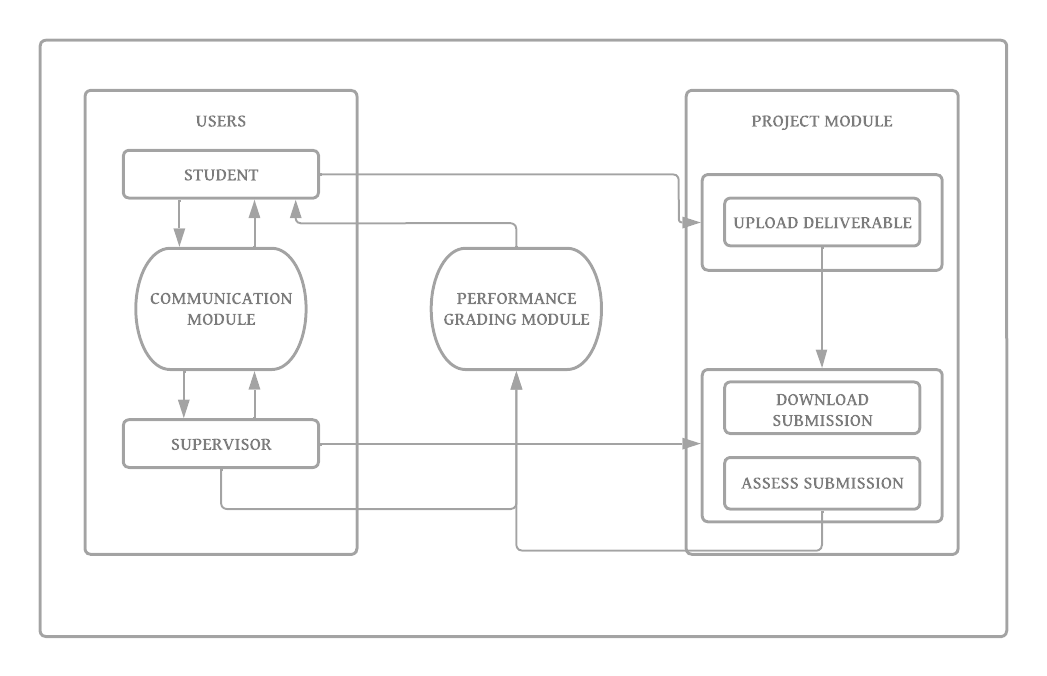 USERS
STUDENT
COMMUNICATION
MODULE
SUPERVISOR
PERFORMANCE
GRADING MODULE
PROJECT MODULE
UPLOAD DELIVERABLE
DOWNLOAD
SUBMISSION
ASSESS SUBMISSION